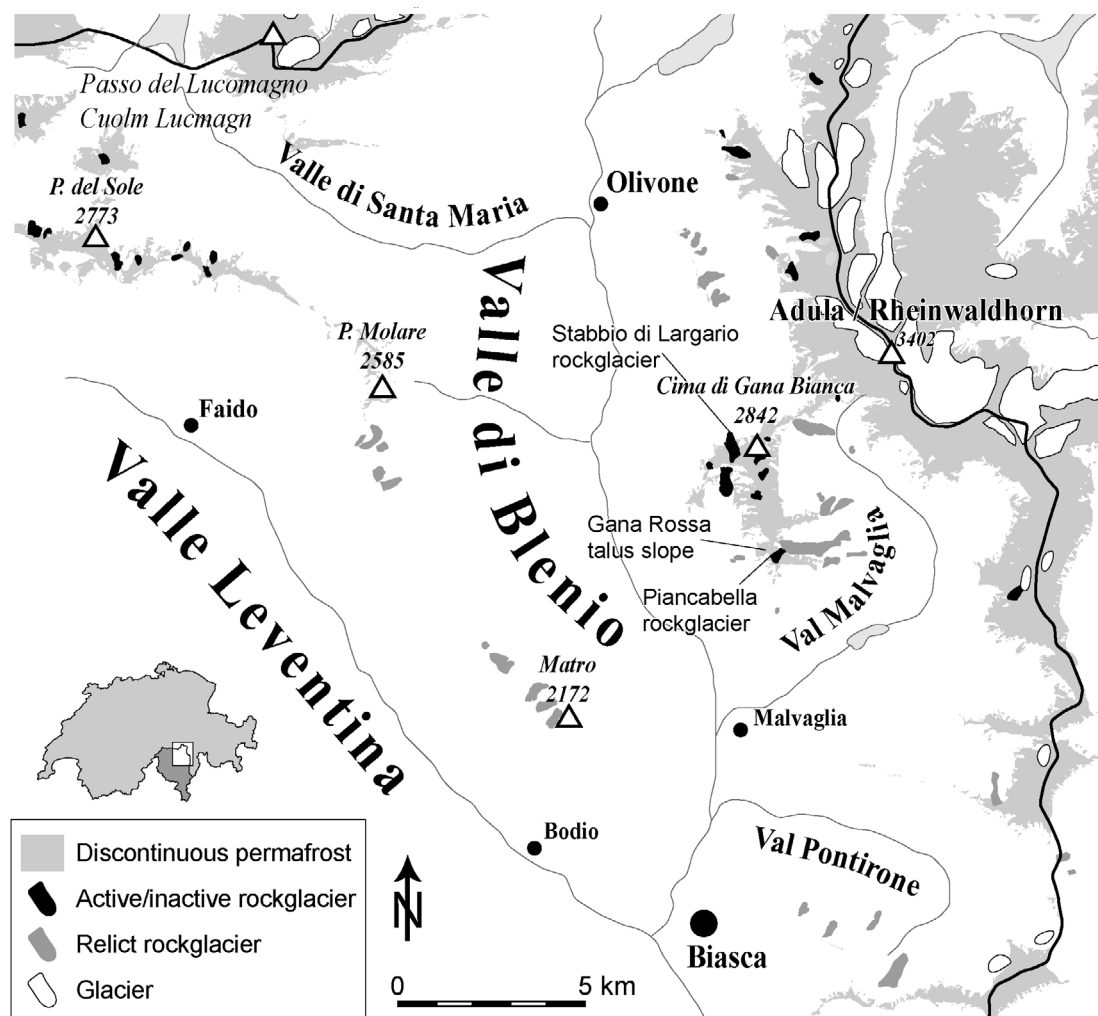 Passo del Lucomagno
Cuolm Lucmagn
Valle di Santa Maria
Olivone
P. del Sole
2773
Adula / Rheinwaldhorn
3402
P. Molare
2585
Stabbio di Largario
rockglacier
Cima di Gana Bianca
2842
Faido
Valle di Blenio
Valle Leventina
Gana Rossa
talus slope
Piancabella
rockglacier
Val Malvaglia
Matro
2172
Malvaglia
Bodio
Val Pontirone
Biasca
Discontinuous permafrost
Active/inactive rockglacier
Relict rockglacier
Glacier
N
0 5 km